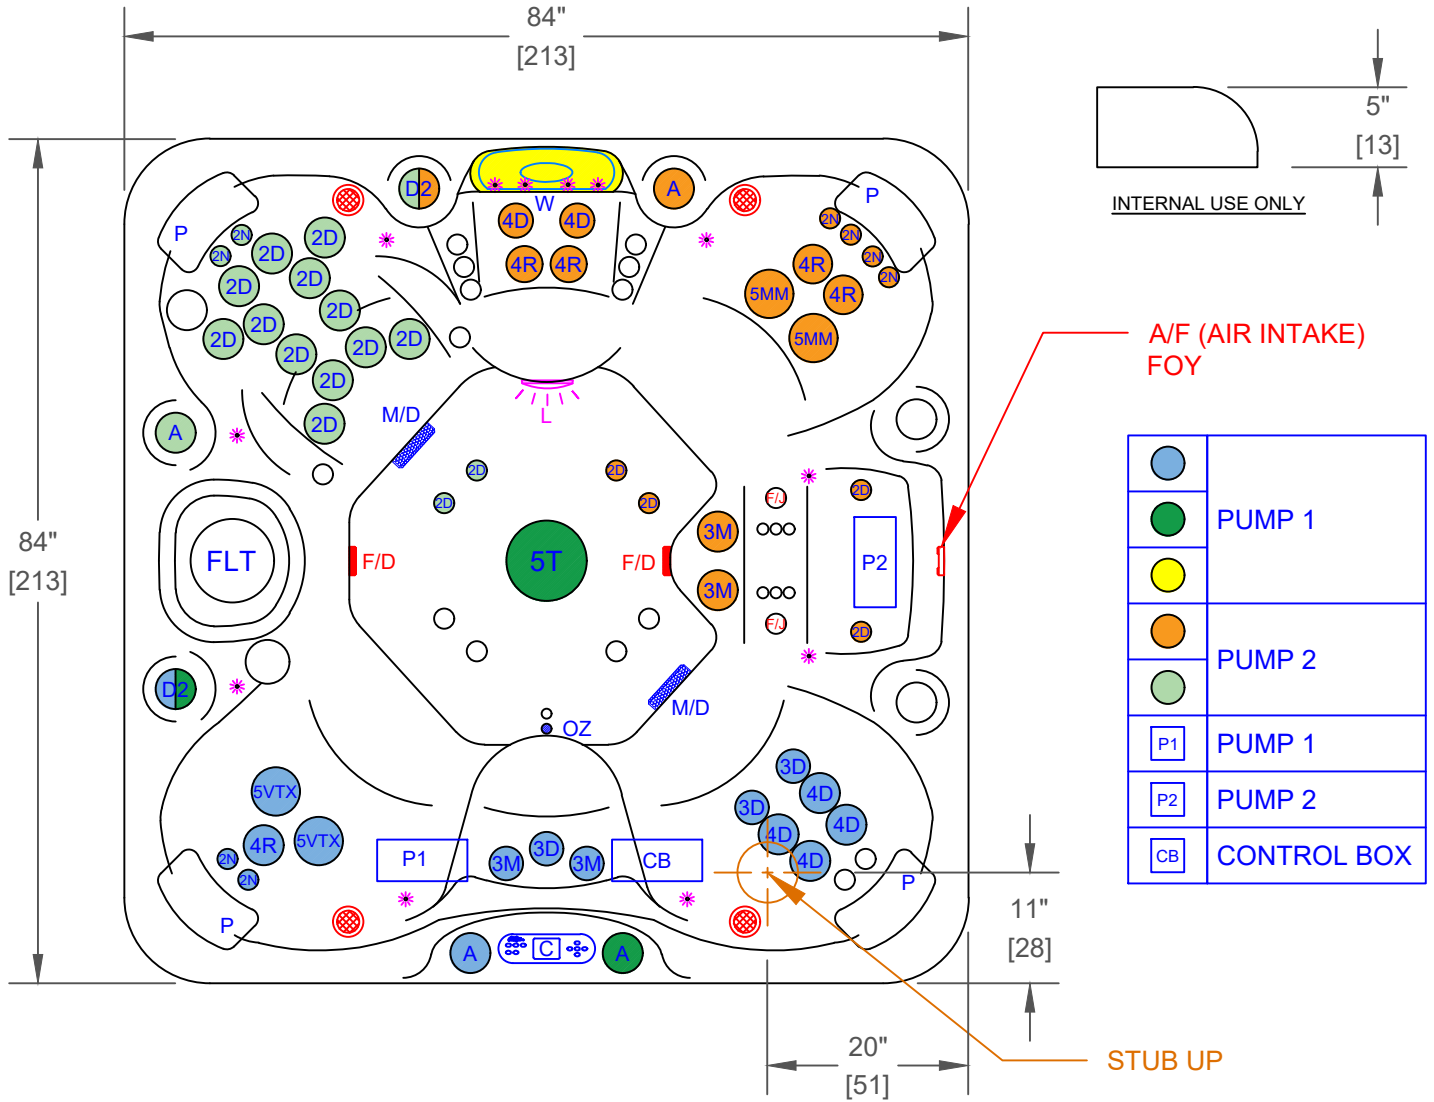 84"
[213]
5"
[13]
INTERNAL USE ONLY
D2
A
W
P
P
4D
4D
4R
4R
2N
2N
2D
2D
2D
2D
2D
2D
2D
2D
2D
2D
2D
2D
2N
2N
2N
2N
4R
4R
5MM
5MM
A/F (AIR INTAKE)
FOY
L
M/D
A
2D
2D
2D
2D
F/J
2D
84"
[213]
FLT
F/D
5T
F/D
3M
3M
P2
F/J
2D
PUMP 1
PUMP 2
P1
PUMP 1
P2
PUMP 2
CB
CONTROL BOX
D2
M/D
OZ
5VTX
5VTX
4R
2N
2N
P
P1
3M
3D
3M
CB
3D
3D
4D
4D
4D
4D
P
A
C
A
11"
[28]
20"
[51]
STUB UP